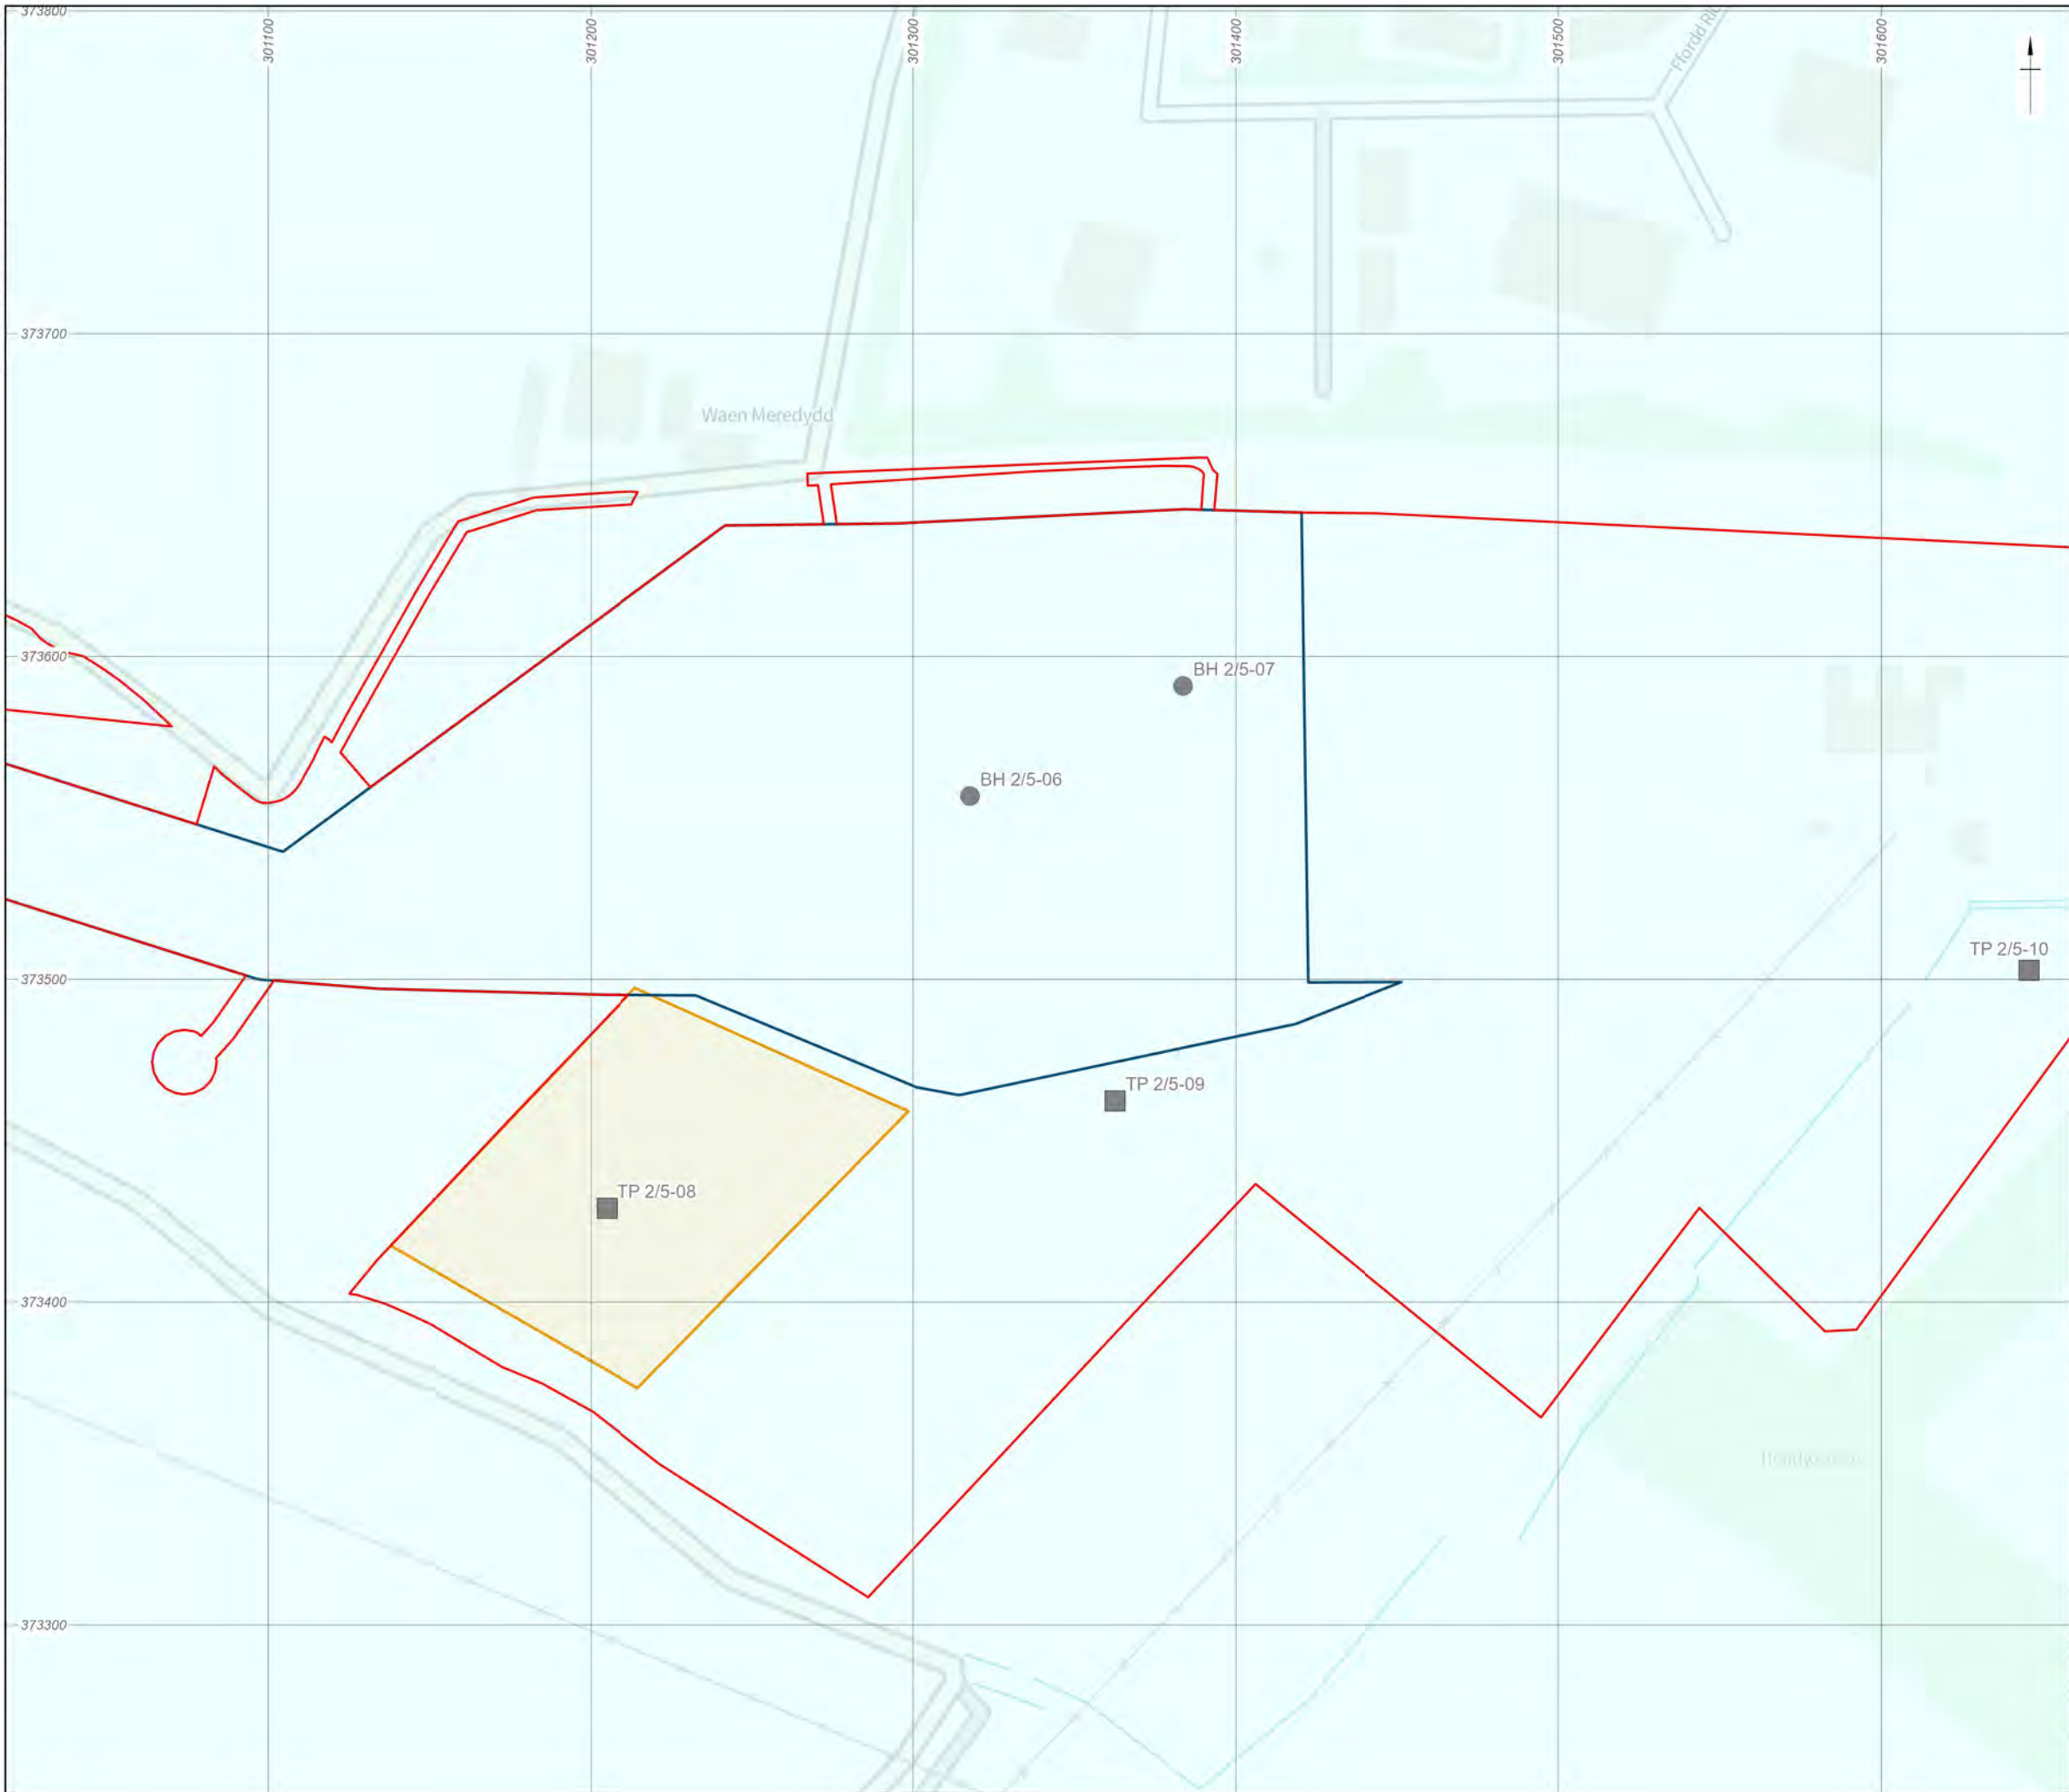 373800
301100
301200
301300
301400
301500
301600
373700
Waen Meredydd
373600
BH 2/5-07
BH 2/5-06
373500
TP 2/5-10
TP 2/5-09
TP 2/5-08
373400
373300
Ffordd